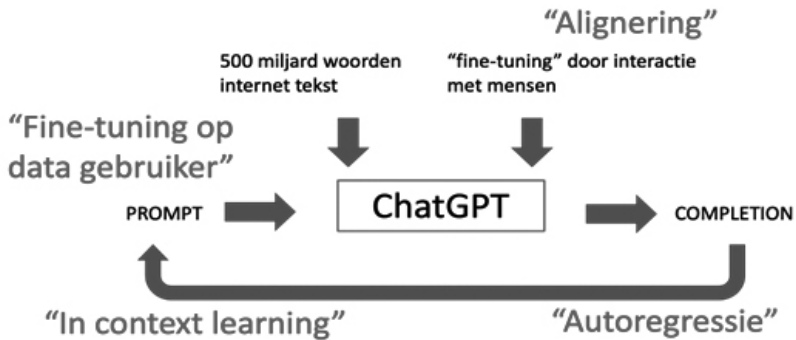 “Alignering”
500 miljard woorden
internet tekst
“fine-tuning” door interactie
met mensen
“Fine-tuning op
data gebruiker”
PROMPT
ChatGPT
COMPLETION
“In context learning”
“Autoregressie”